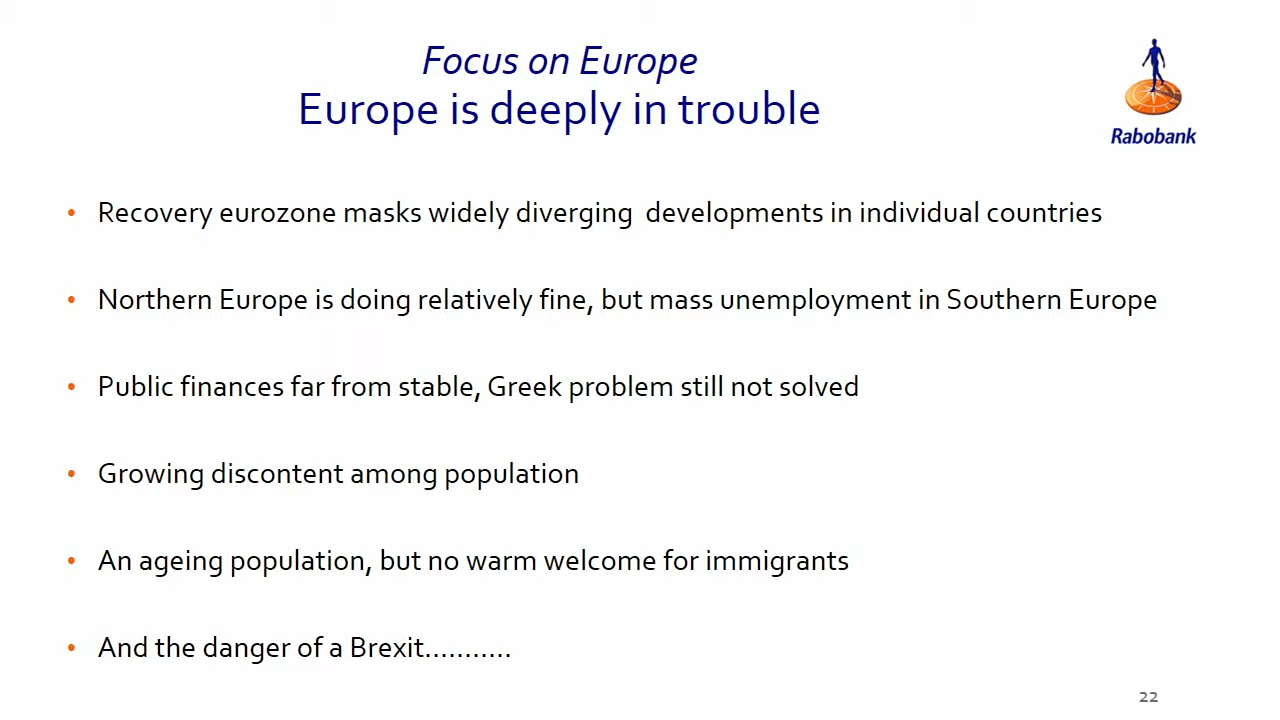 Focus on Europe
Europe is deeply in trouble
Rabobank
• Recovery eurozone masks widely diverging  developments in individual countries
• Northern Europe is doing relatively fine, but mass unemployment in Southern Europe
• Public finances far from stable, Greek problem still not solved
• Growing discontent among population
• An ageing population, but no warm welcome for immigrants
• And the danger of a Brexit...........
22